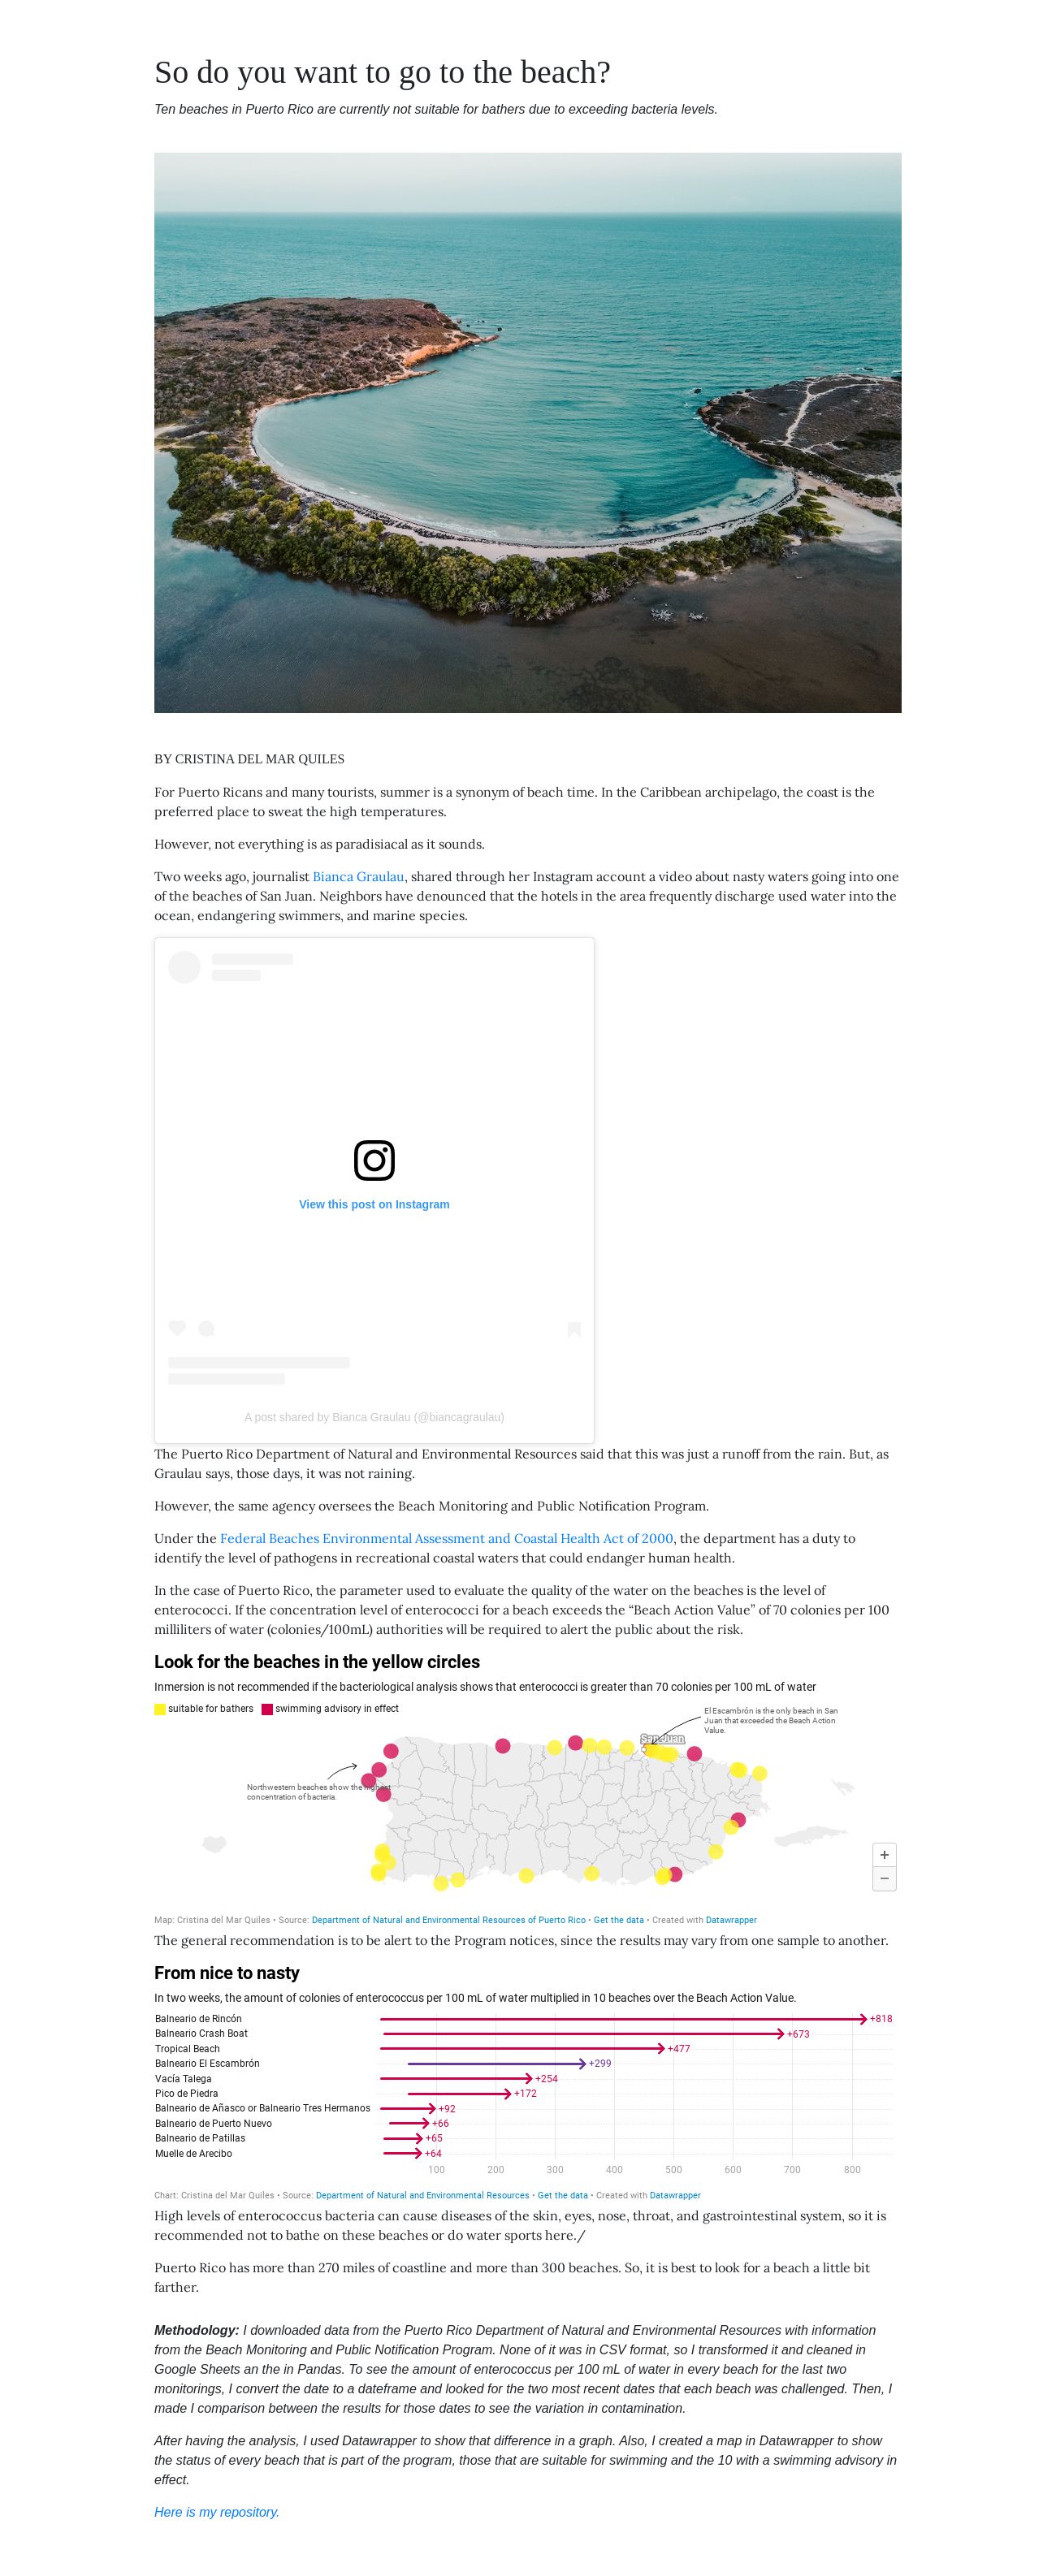 So do you want to go to the beach?
Ten beaches in Puerto Rico are currently not suitable for bathers due to exceeding bacteria levels.
BY CRISTINA DEL MAR QUILES
For Puerto Ricans and many tourists, summer is a synonym of beach time. In the Caribbean archipelago, the coast is the
preferred place to sweat the high temperatures.
However, not everything is as paradisiacal as it sounds.
Two weeks ago, journalist Bianca Graulau, shared through her Instagram account a video about nasty waters going into one
of the beaches of San Juan. Neighbors have denounced that the hotels in the area frequently discharge used water into the
ocean, endangering swimmers, and marine species.
View this post on Instagram
A post shared by Bianca Graulau (@biancagraulau)
The Puerto Rico Department of Natural and Environmental Resources said that this was just a runoff from the rain. But, as
Graulau says, those days, it was not raining.
However, the same agency oversees the Beach Monitoring and Public Notification Program.
Under the Federal Beaches Environmental Assessment and Coastal Health Act of 2000, the department has a duty to
identify the level of pathogens in recreational coastal waters that could endanger human health.
In the case of Puerto Rico, the parameter used to evaluate the quality of the water on the beaches is the level of
enterococci. If the concentration level of enterococci for a beach exceeds the “Beach Action Value” of 70 colonies per 100
milliliters of water (colonies/100mL) authorities will be required to alert the public about the risk.
Look for the beaches in the yellow circles
Inmersion is not recommended if the bacteriological analysis shows that enterococci is greater than 70 colonies per 100 mL of water
suitable for bathers swimming advisory in effect
El Escambrón is the only beach in San
Juan that exceeded the Beach Action
Value.
San Juan
Northwestern beaches show the highest
concentration of bacteria.
+
−
Map: Cristina del Mar Quiles • Source: Department of Natural and Environmental Resources of Puerto Rico • Get the data • Created with Datawrapper
The general recommendation is to be alert to the Program notices, since the results may vary from one sample to another.
From nice to nasty
In two weeks, the amount of colonies of enterococcus per 100 mL of water multiplied in 10 beaches over the Beach Action Value.
Balneario de Rincón +818
Balneario Crash Boat +673
Tropical Beach +477
Balneario El Escambrón +299
Vacía Talega +254
Pico de Piedra +172
Balneario de Añasco or Balneario Tres Hermanos +92
Balneario de Puerto Nuevo +66
Balneario de Patillas +65
Muelle de Arecibo +64
100 200 300 400 500 600 700 800
Chart: Cristina del Mar Quiles • Source: Department of Natural and Environmental Resources • Get the data • Created with Datawrapper
High levels of enterococcus bacteria can cause diseases of the skin, eyes, nose, throat, and gastrointestinal system, so it is
recommended not to bathe on these beaches or do water sports here./
Puerto Rico has more than 270 miles of coastline and more than 300 beaches. So, it is best to look for a beach a little bit
farther.
Methodology: I downloaded data from the Puerto Rico Department of Natural and Environmental Resources with information
from the Beach Monitoring and Public Notification Program. None of it was in CSV format, so I transformed it and cleaned in
Google Sheets an the in Pandas. To see the amount of enterococcus per 100 mL of water in every beach for the last two
monitorings, I convert the date to a dateframe and looked for the two most recent dates that each beach was challenged. Then, I
made I comparison between the results for those dates to see the variation in contamination.
After having the analysis, I used Datawrapper to show that difference in a graph. Also, I created a map in Datawrapper to show
the status of every beach that is part of the program, those that are suitable for swimming and the 10 with a swimming advisory in
effect.
Here is my repository.